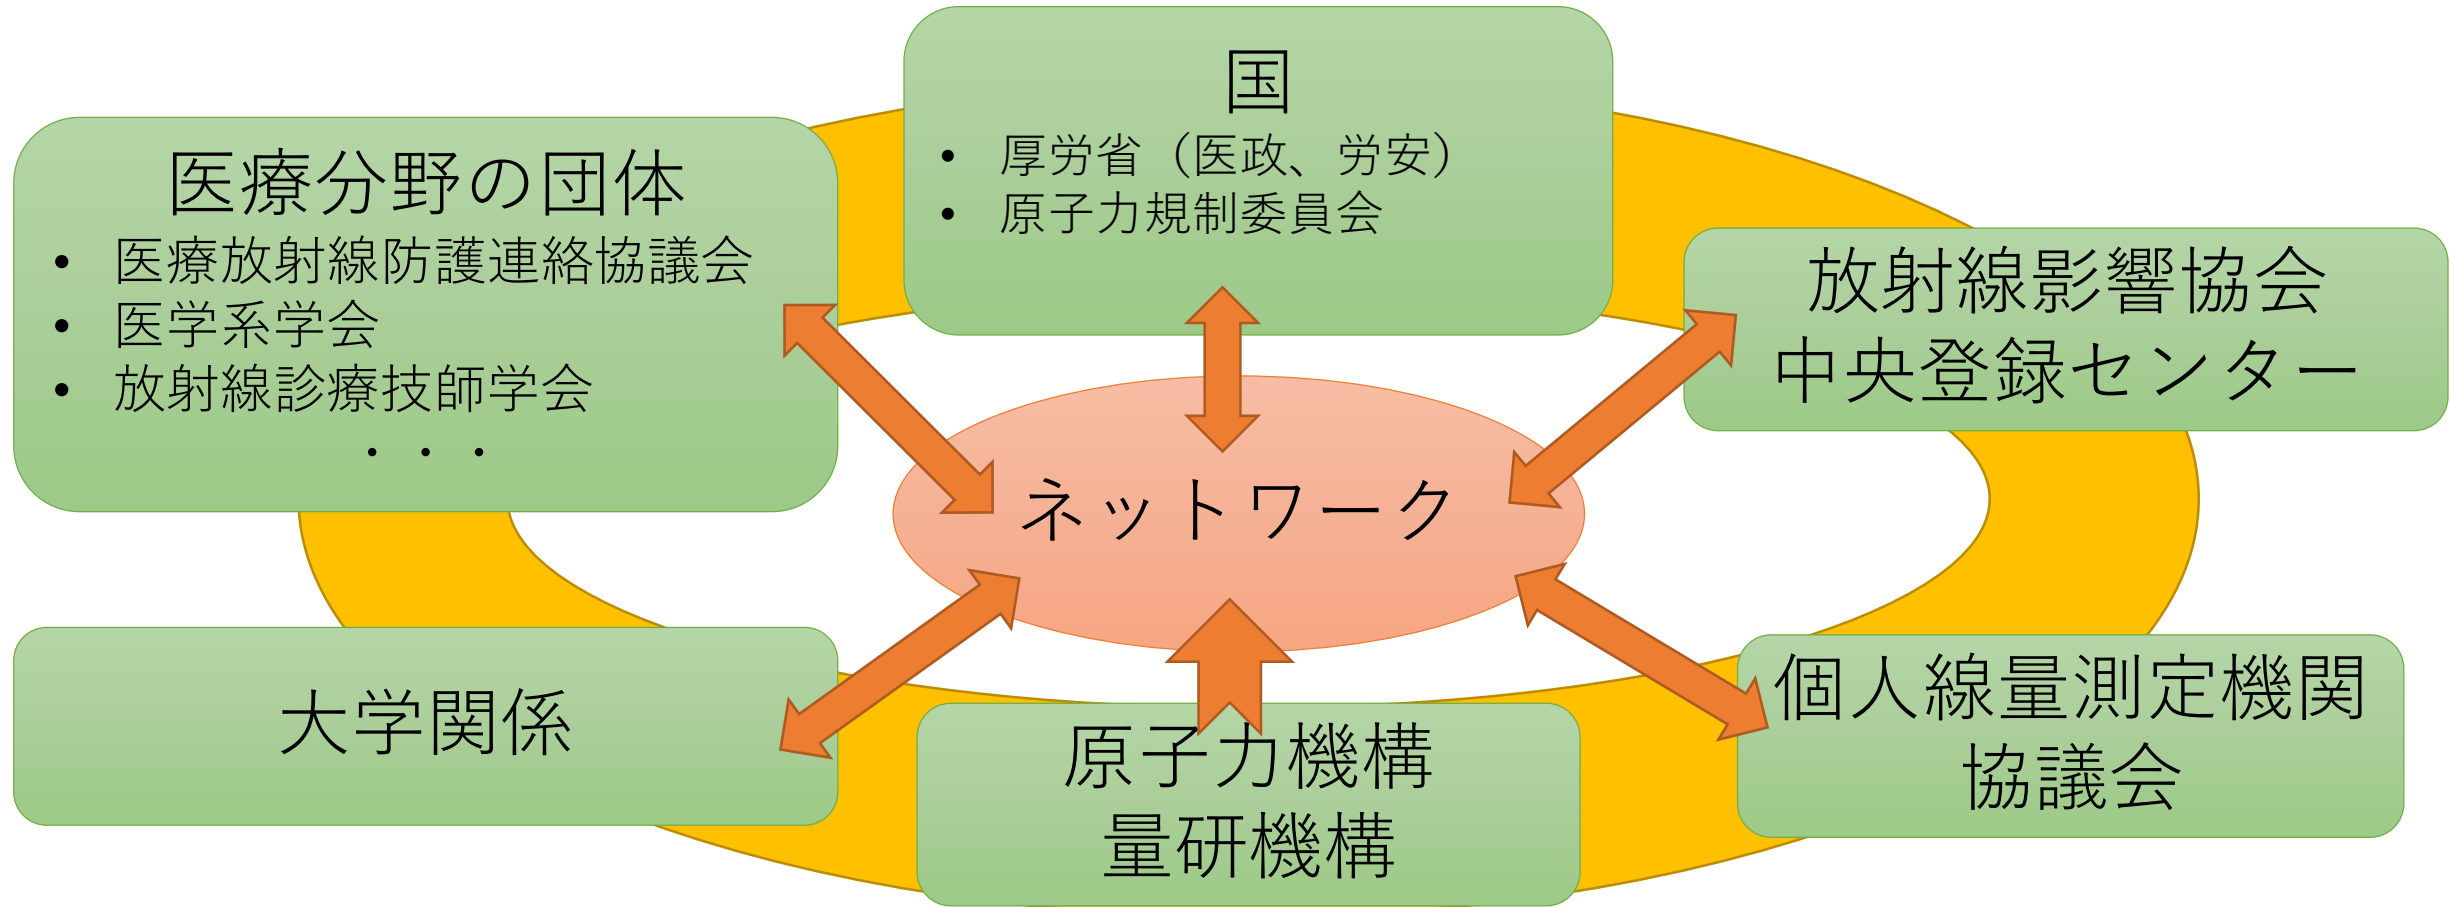 国
• 厚労省（医政、労安）
• 原子力規制委員会
医療分野の団体
• 医療放射線防護連絡協議会
• 医学系学会
• 放射線診療技師学会
・・・
放射線影響協会
中央登録センター
ネットワーク
大学関係
原子力機構
量研機構
個人線量測定機関
協議会